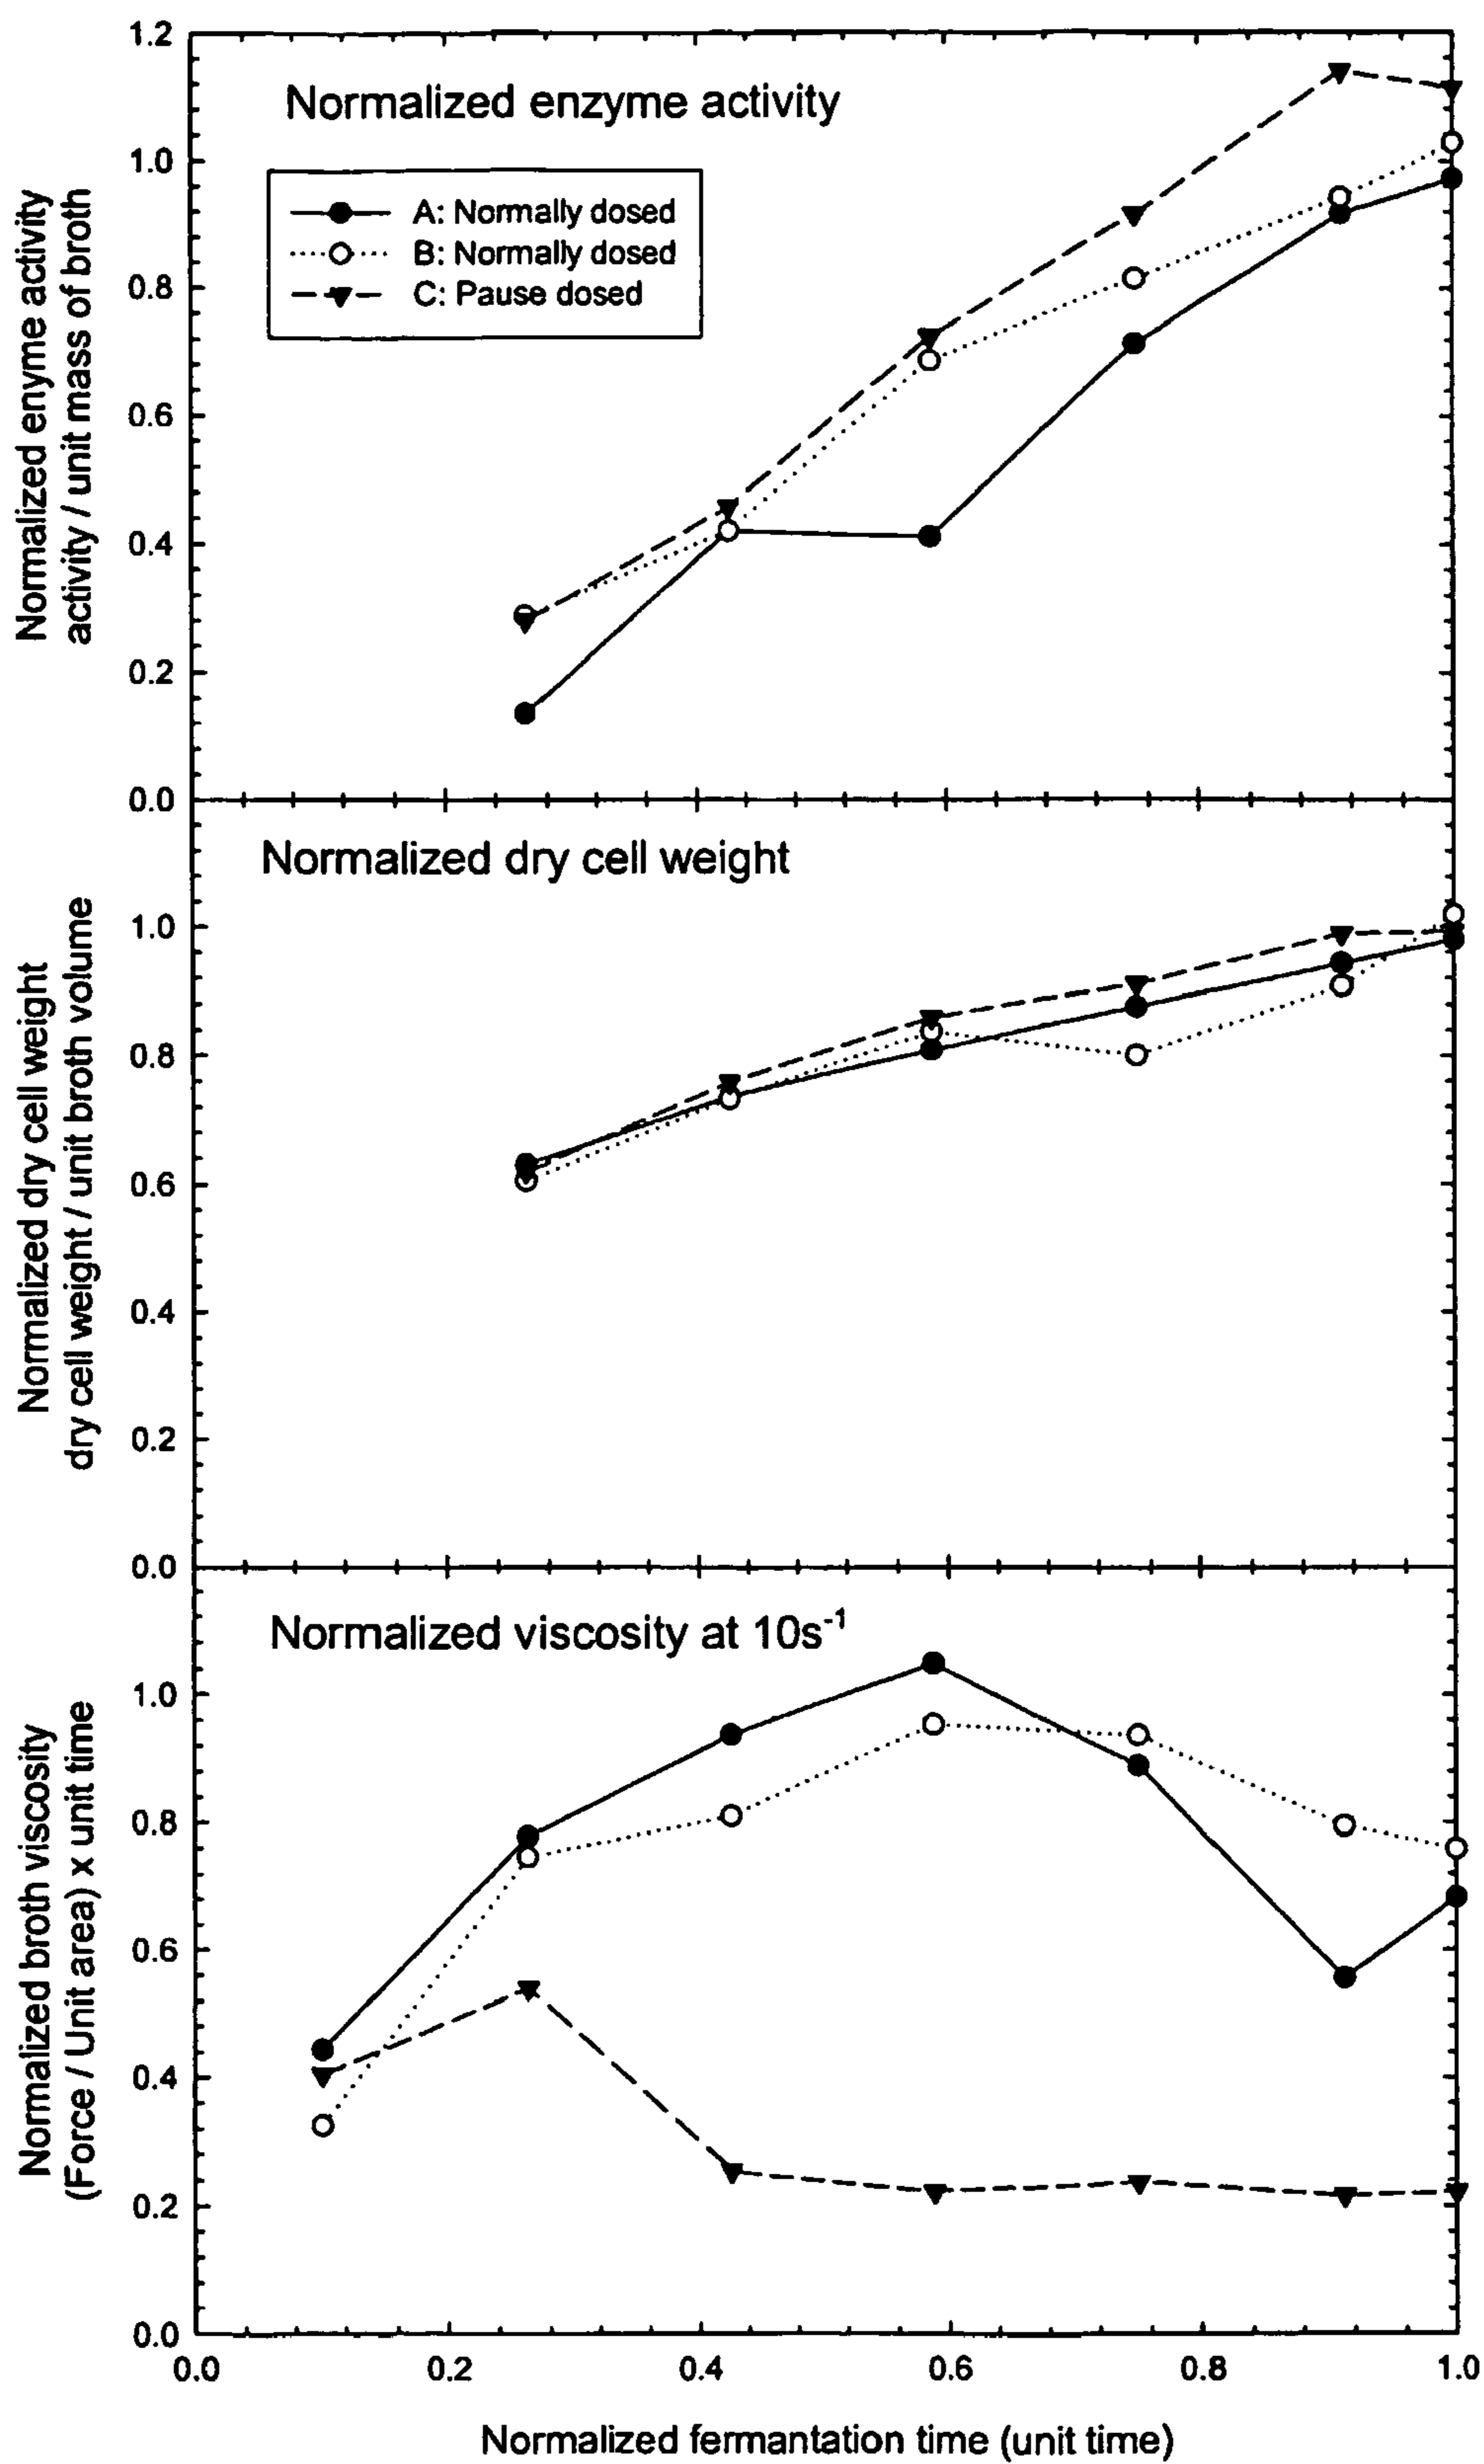 1.2
Normalized enzyme activity
1.0
A: Normally dosed
B: Normally dosed
C: Pause dosed
0.8
0.6
0.4
0.2
0.0
Normalized enyme activity
activity / unit mass of broth
Normalized dry cell weight
1.0
0.8
0.6
0.4
0.2
0.0
Normalized dry cell weight
dry cell weight / unit broth volume
Normalized viscosity at 10s⁻¹
1.0
0.8
0.6
0.4
0.2
0.0
Normalized broth viscosity
(Force / Unit area) x unit time
0.0 0.2 0.4 0.6 0.8 1.0
Normalized fermantation time (unit time)